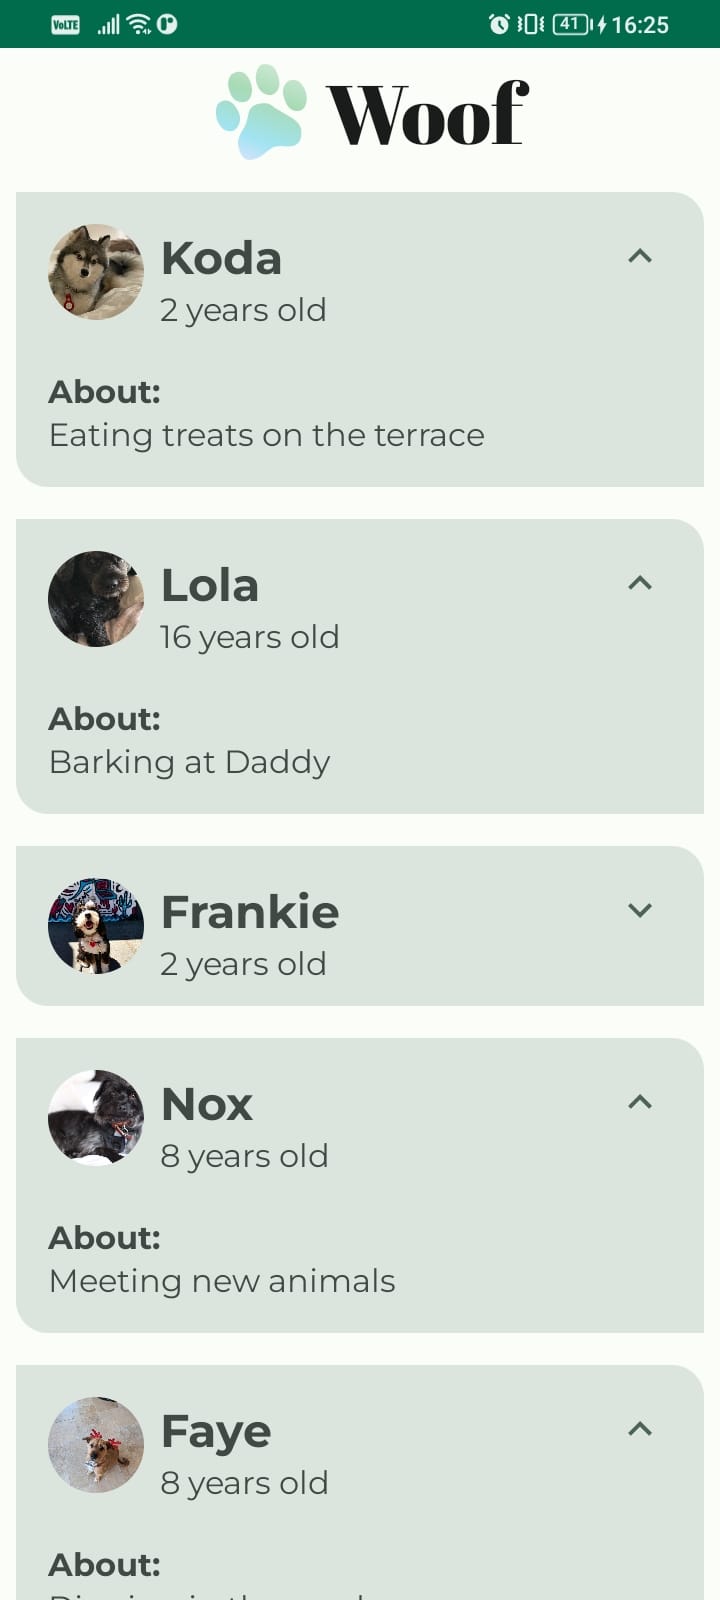 VoLTE 41 16:25
Woof
Koda
2 years old
About:
Eating treats on the terrace
Lola
16 years old
About:
Barking at Daddy
Frankie
2 years old
Nox
8 years old
About:
Meeting new animals
Faye
8 years old
About: